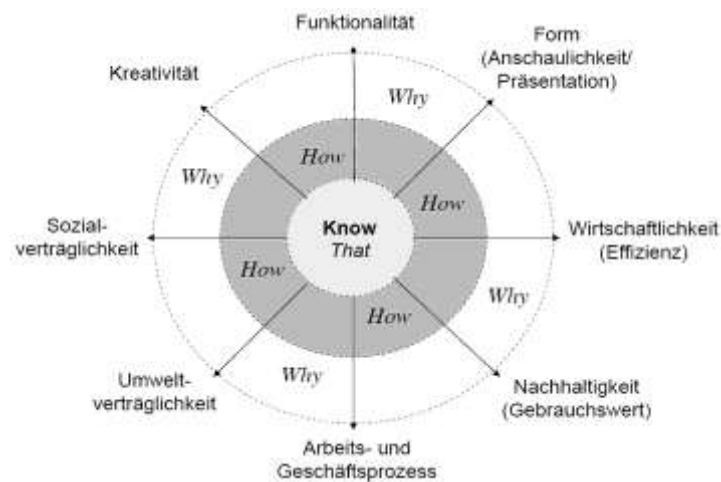 Funktionalität
Form
(Anschaulichkeit/
Präsentation)
Kreativität
Why
How
Why
How
Know
That
Sozial-
verträglichkeit
Wirtschaftlichkeit
(Effizienz)
How
Why
How
Why
Umwelt-
verträglichkeit
Nachhaltigkeit
(Gebrauchswert)
Arbeits- und
Geschäftsprozess